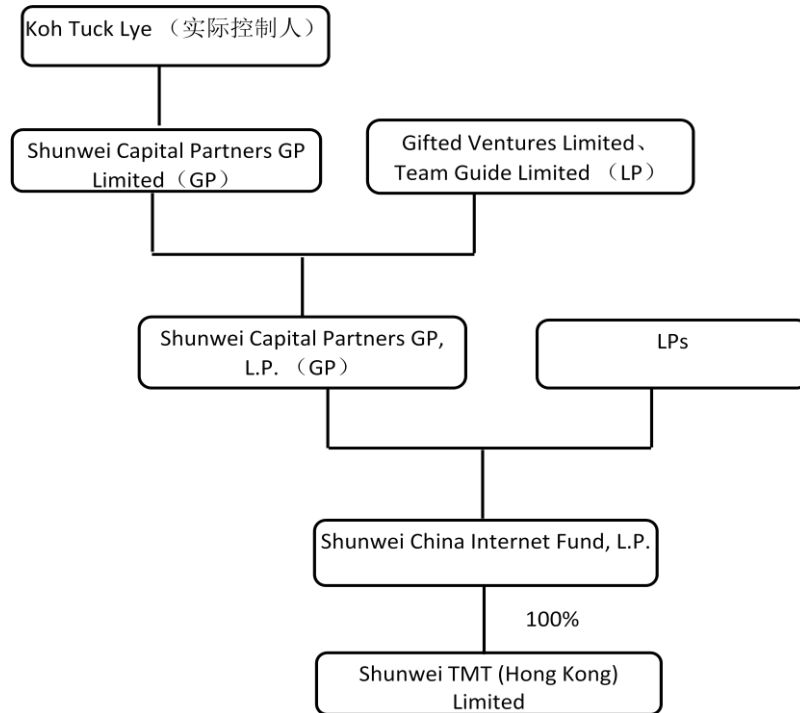 Koh Tuck Lye （实际控制人）
Shunwei Capital Partners GP
Limited（GP）
Gifted Ventures Limited、
Team Guide Limited （LP）
Shunwei Capital Partners GP,
L.P. （GP）
LPs
Shunwei China Internet Fund, L.P.
100%
Shunwei TMT (Hong Kong)
Limited